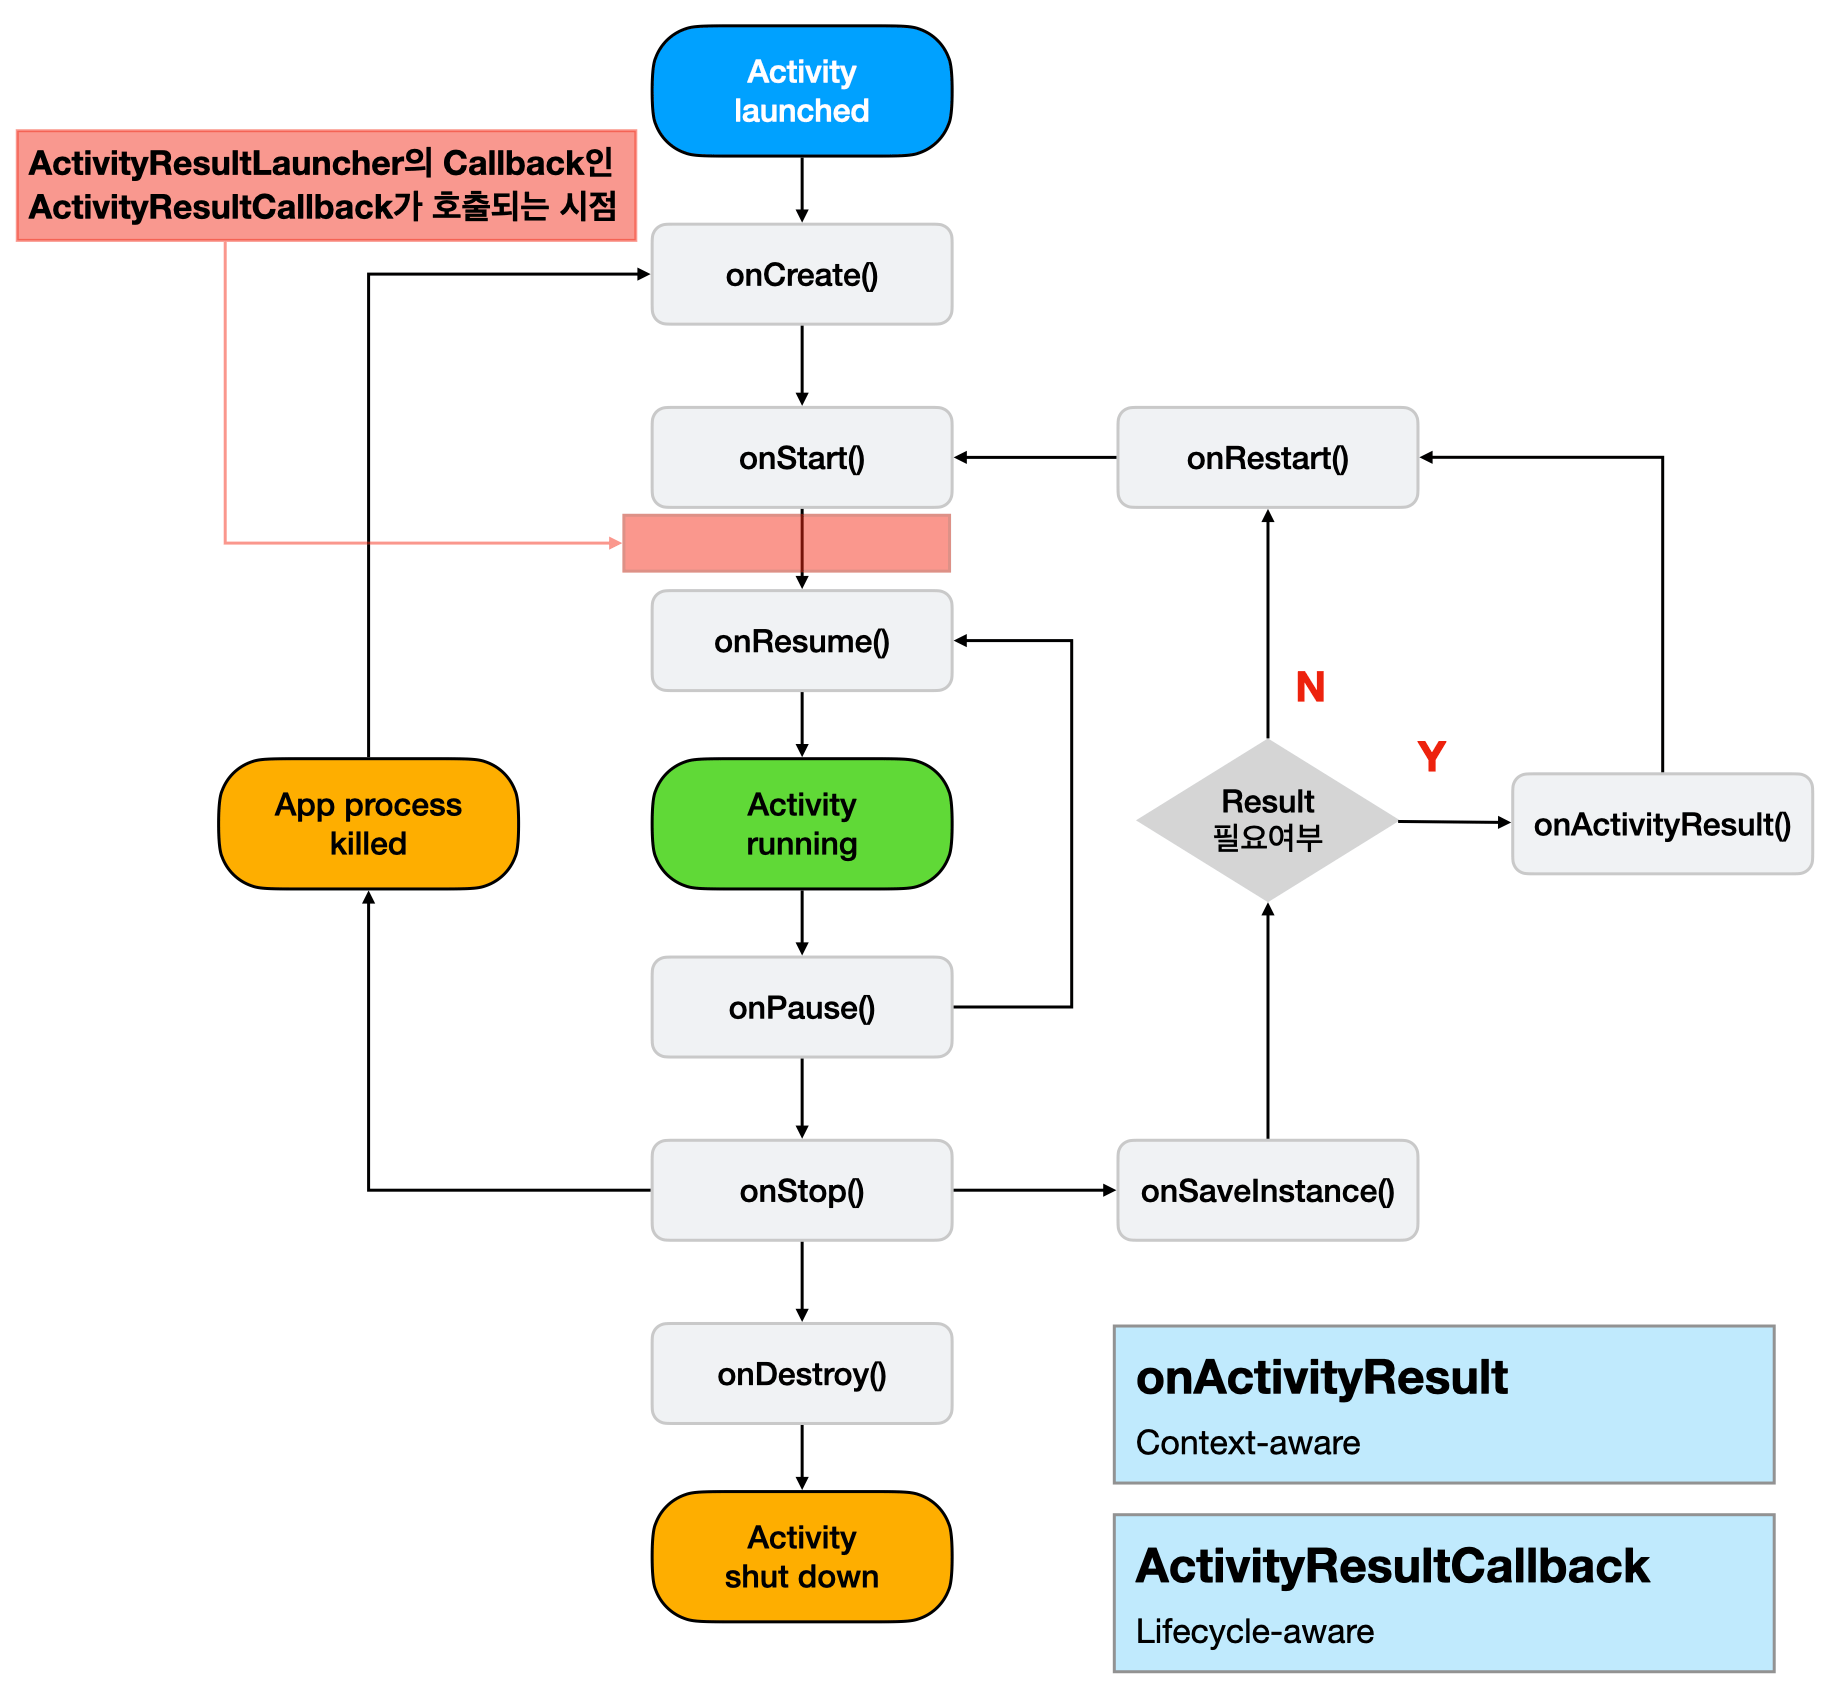 Activity
launched
ActivityResultLauncher의 Callback인
ActivityResultCallback가 호출되는 시점
onCreate()
onStart()
onRestart()
onResume()
N
Y
App process
killed
Activity
running
Result
필요여부
onActivityResult()
onPause()
onStop()
onSaveInstance()
onDestroy()
onActivityResult
Context-aware
Activity
shut down
ActivityResultCallback
Lifecycle-aware